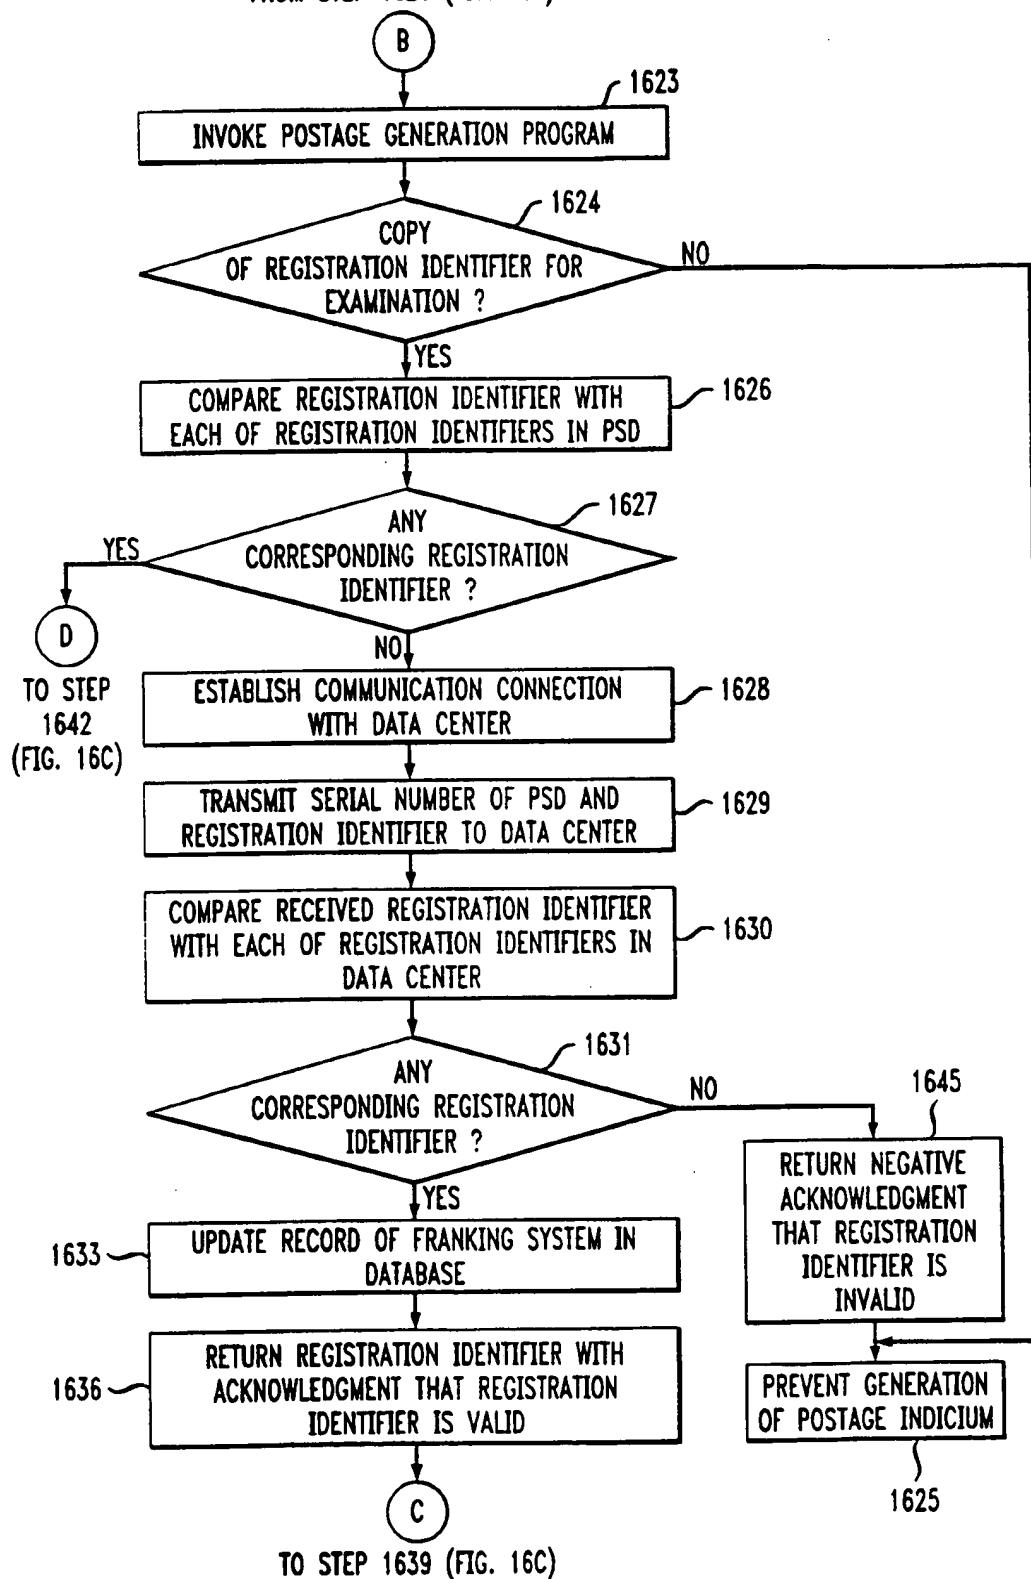 B
1623
INVOKE POSTAGE GENERATION PROGRAM
1624
COPY
OF REGISTRATION IDENTIFIER FOR
EXAMINATION ?
NO
YES
COMPARE REGISTRATION IDENTIFIER WITH
EACH OF REGISTRATION IDENTIFIERS IN PSD
1626
1627
ANY
CORRESPONDING REGISTRATION
IDENTIFIER ?
YES
D
TO STEP
1642
(FIG. 16C)
NO
ESTABLISH COMMUNICATION CONNECTION
WITH DATA CENTER
1628
TRANSMIT SERIAL NUMBER OF PSD AND
REGISTRATION IDENTIFIER TO DATA CENTER
1629
COMPARE RECEIVED REGISTRATION IDENTIFIER
WITH EACH OF REGISTRATION IDENTIFIERS IN
DATA CENTER
1630
1631
ANY
CORRESPONDING REGISTRATION
IDENTIFIER ?
NO
YES
1645
RETURN NEGATIVE
ACKNOWLEDGMENT
THAT REGISTRATION
IDENTIFIER IS
INVALID
1633
UPDATE RECORD OF FRANKING SYSTEM IN
DATABASE
1636
RETURN REGISTRATION IDENTIFIER WITH
ACKNOWLEDGMENT THAT REGISTRATION
IDENTIFIER IS VALID
PREVENT GENERATION
OF POSTAGE INDICIUM
1625
C
TO STEP 1639 (FIG. 16C)